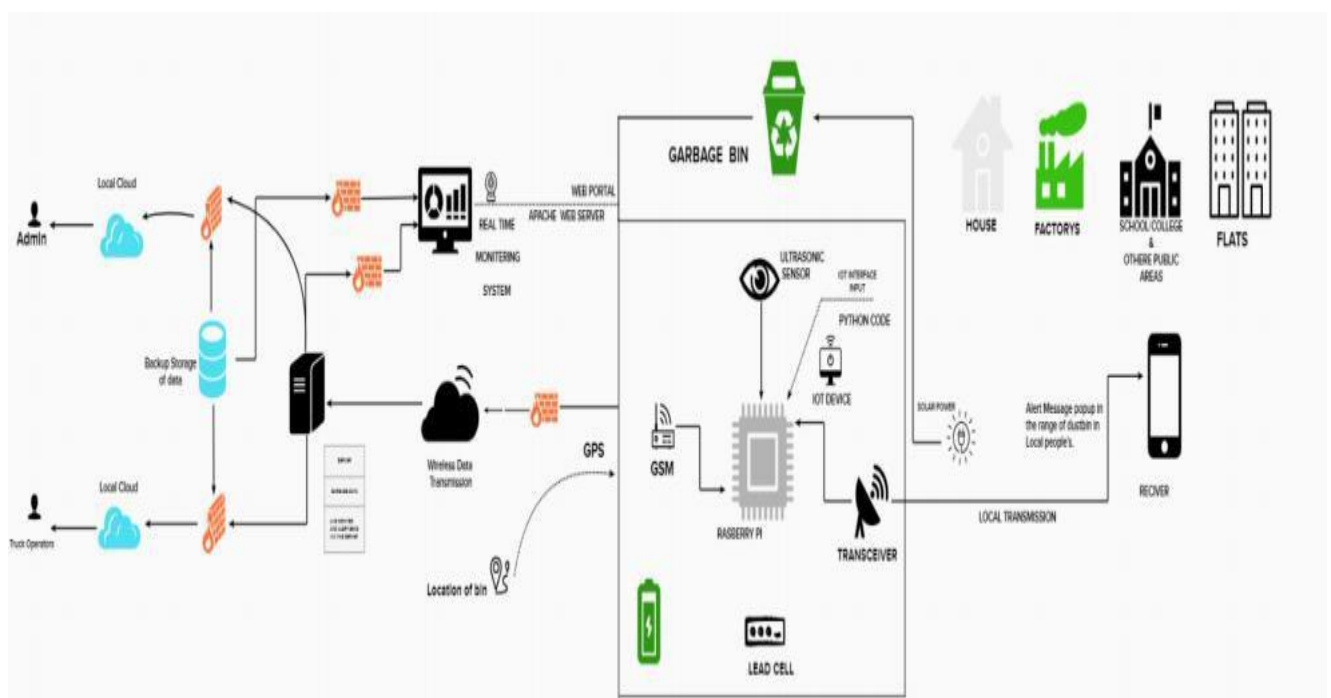 GARBAGE BIN
HOUSE
FACTORYS
SCHOOL/COLLEGE
&
OTHERE PUBLIC
AREAS
FLATS
Local Cloud
Admin
REAL TIME
MONITERING
SYSTEM
WEB PORTAL
APACHE WEB SERVER
ULTRASONIC
SENSOR
IOT INTERFACE
INPUT
PYTHON CODE
IOT DEVICE
Backup Storage
of data
Wireless Data
Transmission
GPS
GSM
RASBERRY PI
TRANSCEIVER
SOLAR POWER
Alert Message popup in
the range of dustbin in
Local people's.
RECIVER
LOCAL TRANSMISSION
Local Cloud
Truck Operators
Location of bin
LEAD CELL